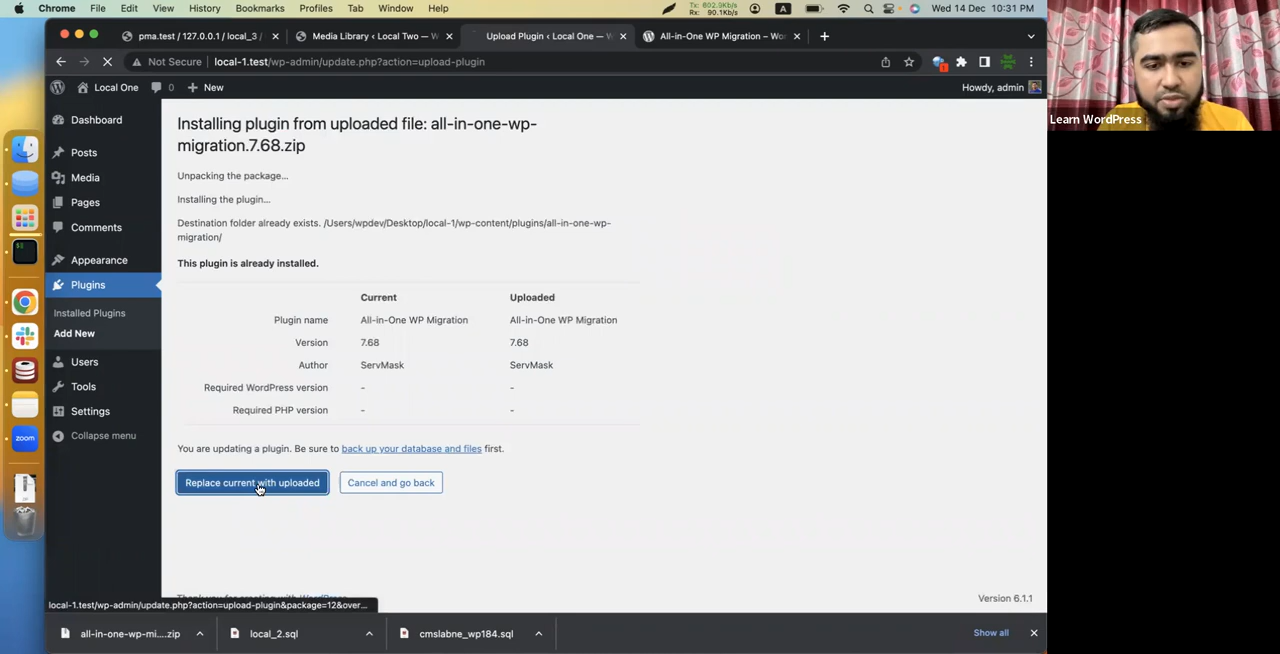 Chrome File Edit View History Bookmarks Profiles Tab Window Help
Tx: 802.9Kb/s
Rx: 90.1Kb/s
A
Wed 14 Dec 10:31 PM
pma.test / 127.0.0.1 / local_3 /
Media Library ‹ Local Two — W
Upload Plugin ‹ Local One — W
All-in-One WP Migration – Wor
Not Secure local-1.test/wp-admin/update.php?action=upload-plugin
Local One 0 New
Howdy, admin
Dashboard
Posts
Media
Pages
Comments
Appearance
Plugins
Installed Plugins
Add New
Users
Tools
Settings
Collapse menu
Installing plugin from uploaded file: all-in-one-wp-
migration.7.68.zip
Unpacking the package...
Installing the plugin...
Destination folder already exists. /Users/wpdev/Desktop/local-1/wp-content/plugins/all-in-one-wp-
migration/
This plugin is already installed.
Current Uploaded
Plugin name All-in-One WP Migration All-in-One WP Migration
Version 7.68 7.68
Author ServMask ServMask
Required WordPress version - -
Required PHP version - -
You are updating a plugin. Be sure to back up your database and files first.
Replace current with uploaded
Cancel and go back
Version 6.1.1
local-1.test/wp-admin/update.php?action=upload-plugin&package=12&over...
all-in-one-wp-mi....zip
local_2.sql
cmslabne_wp184.sql
Show all
zoom
Learn WordPress